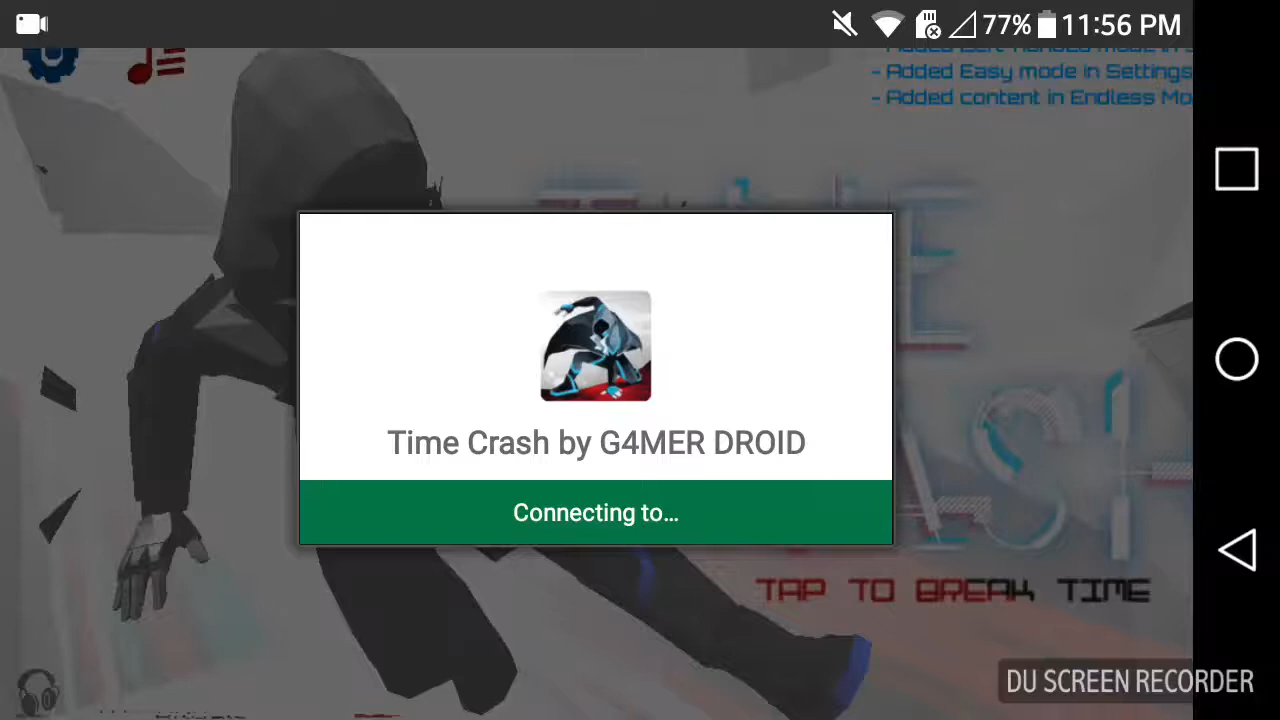 77% 11:56 PM
- Added Easy mode in Settings
- Added content in Endless Mo
Time Crash by G4MER DROID
Connecting to...
TAP TO BREAK TIME
DU SCREEN RECORDER